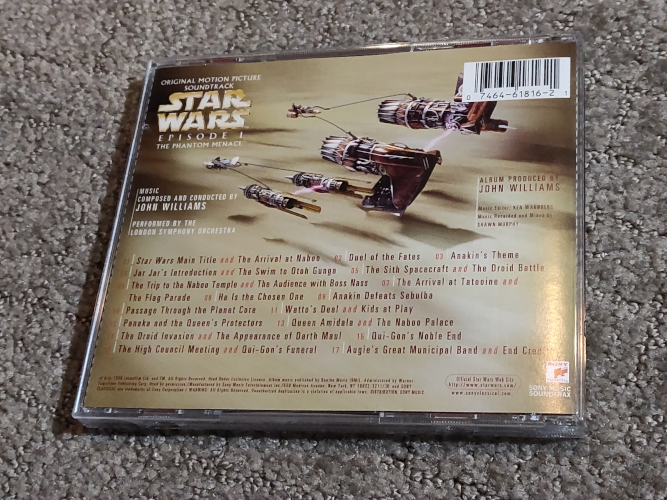 ORIGINAL MOTION PICTURE
SOUNDTRACK
STAR
WARS
EPISODE I
THE PHANTOM MENACE
0 7464-61816-2 1
MUSIC
COMPOSED AND CONDUCTED BY
JOHN WILLIAMS
PERFORMED BY THE
LONDON SYMPHONY ORCHESTRA
ALBUM PRODUCED BY
JOHN WILLIAMS
Music Editor: KEN WANNBERG
Music Recorded and Mixed by
SHAWN MURPHY
Star Wars Main Title and The Arrival at Naboo 02 Duel of the Fates 03 Anakin's Theme
Jar Jar's Introduction and The Swim to Otoh Gunga 05 The Sith Spacecraft and The Droid Battle
The Trip to the Naboo Temple and The Audience with Boss Nass 07 The Arrival at Tatooine and
The Flag Parade 08 He Is the Chosen One 09 Anakin Defeats Sebulba
Passage Through the Planet Core 11 Watto's Deal and Kids at Play
Panaka and the Queen's Protectors 13 Queen Amidala and The Naboo Palace
The Droid Invasion and The Appearance of Darth Maul 15 Qui-Gon's Noble End
The High Council Meeting and Qui-Gon's Funeral 17 Augie's Great Municipal Band and End Cred
Official Star Wars Web Site
http://www.starwars.com
www.sonyclassical.com
SONY
SONY MUSIC
SOUNDTRAX